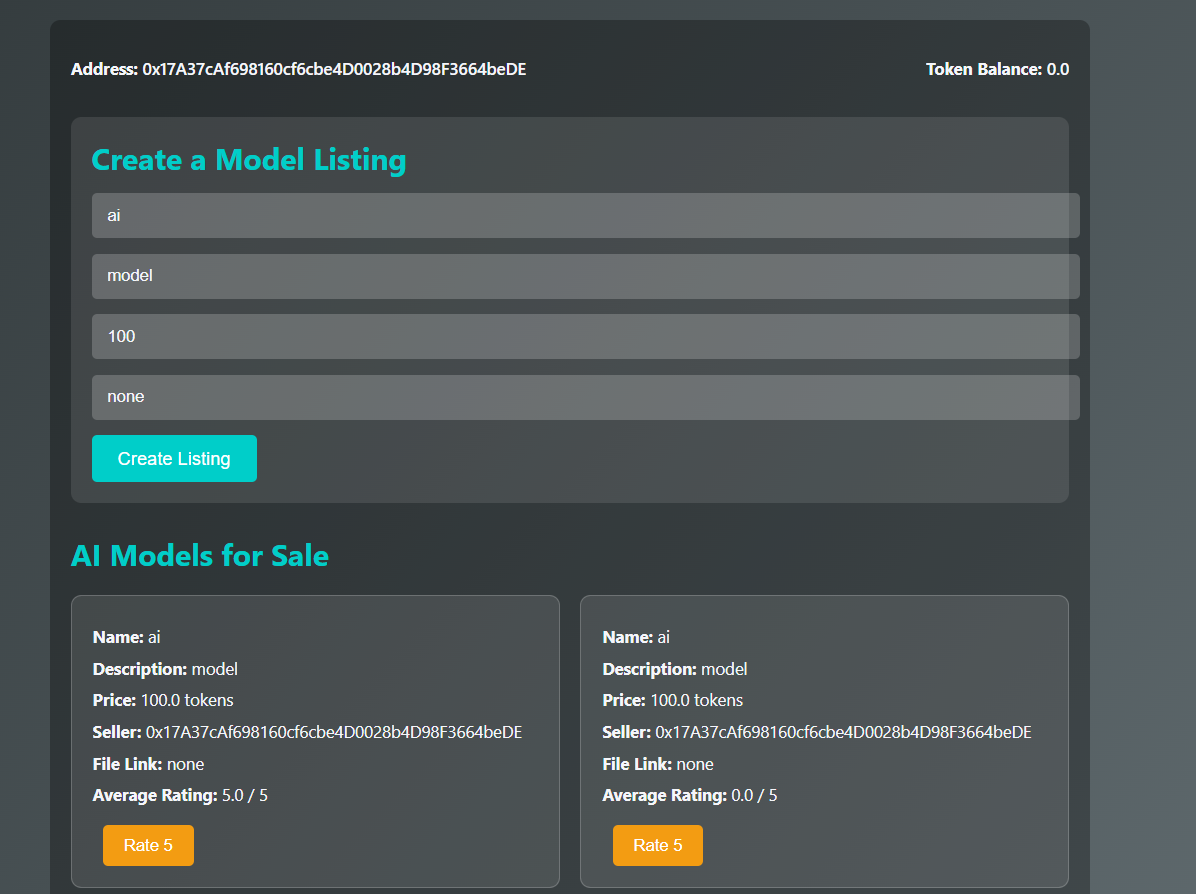 Address: 0x17A37cAf698160cf6cbe4D0028b4D98F3664beDE
Token Balance: 0.0
Create a Model Listing
ai
model
100
none
Create Listing
AI Models for Sale
Name: ai
Description: model
Price: 100.0 tokens
Seller: 0x17A37cAf698160cf6cbe4D0028b4D98F3664beDE
File Link: none
Average Rating: 5.0 / 5
Rate 5
Name: ai
Description: model
Price: 100.0 tokens
Seller: 0x17A37cAf698160cf6cbe4D0028b4D98F3664beDE
File Link: none
Average Rating: 0.0 / 5
Rate 5